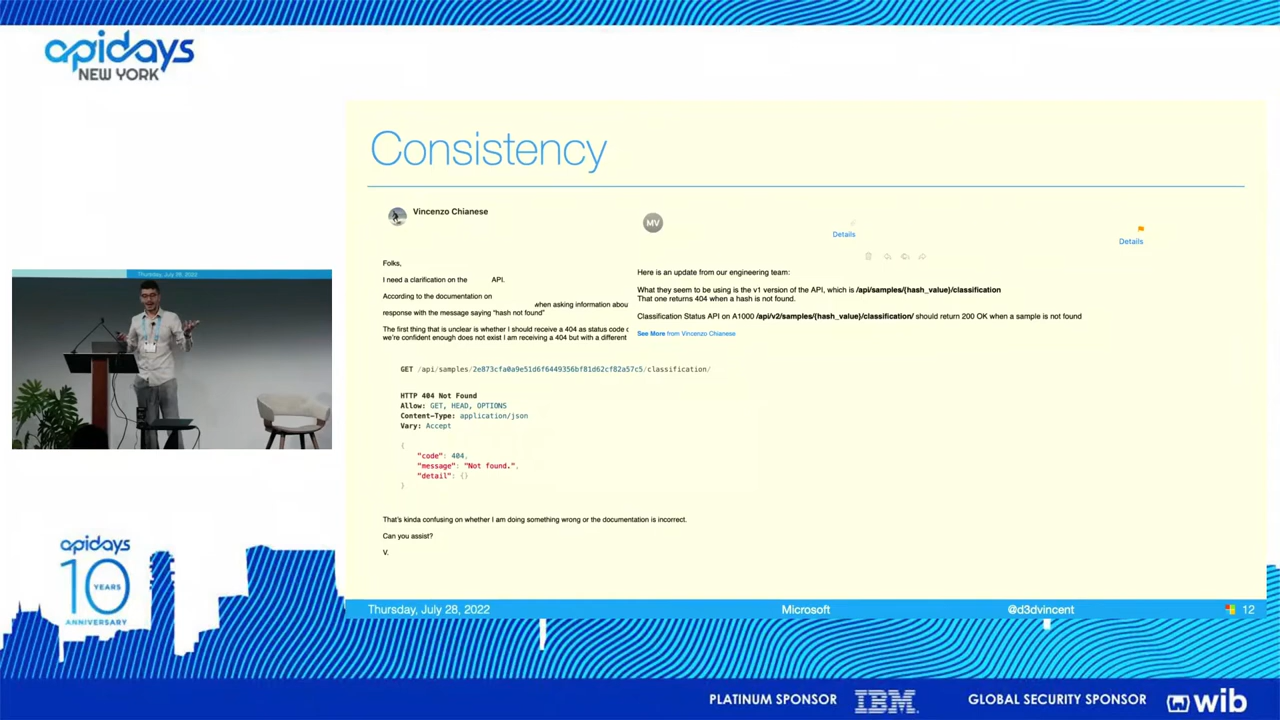 apidays
NEW YORK
Consistency
Vincenzo Chianese
MV
Details
Details
Folks,
I need a clarification on the API.
According to the documentation on
when asking information abou
response with the message saying "hash not found"
The first thing that is unclear is whether I should receive a 404 as status code c
we're confident enough does not exist I am receiving a 404 but with a different
Here is an update from our engineering team:
What they seem to be using is the v1 version of the API, which is /api/samples/{hash_value}/classification
That one returns 404 when a hash is not found.
Classification Status API on A1000 /api/v2/samples/{hash_value}/classification/ should return 200 OK when a sample is not found
See More from Vincenzo Chianese
GET /api/samples/2e873cfa0a9e51d6f6449356bf81d62cf82a57c5/classification/
HTTP 404 Not Found
Allow: GET, HEAD, OPTIONS
Content-Type: application/json
Vary: Accept
{
"code": 404,
"message": "Not found.",
"detail": {}
}
That's kinda confusing on whether I am doing something wrong or the documentation is incorrect.
Can you assist?
V.
Thursday, July 28, 2022
Microsoft
@d3dvincent
12
Thursday, July 28, 2022
apidays
10
YEARS
ANNIVERSARY
PLATINUM SPONSOR IBM
GLOBAL SECURITY SPONSOR wib